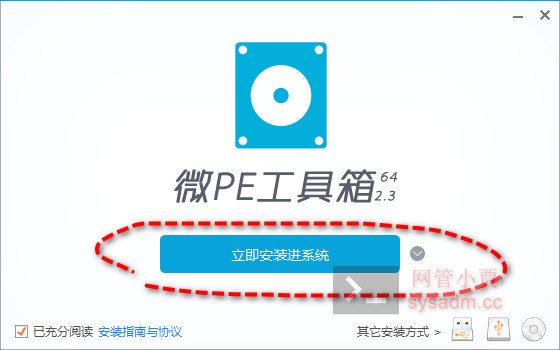 微PE工具箱 64
2.3
立即安装进系统
网管小贾
sysadm.cc
已充分阅读 安装指南与协议
其它安装方式 >